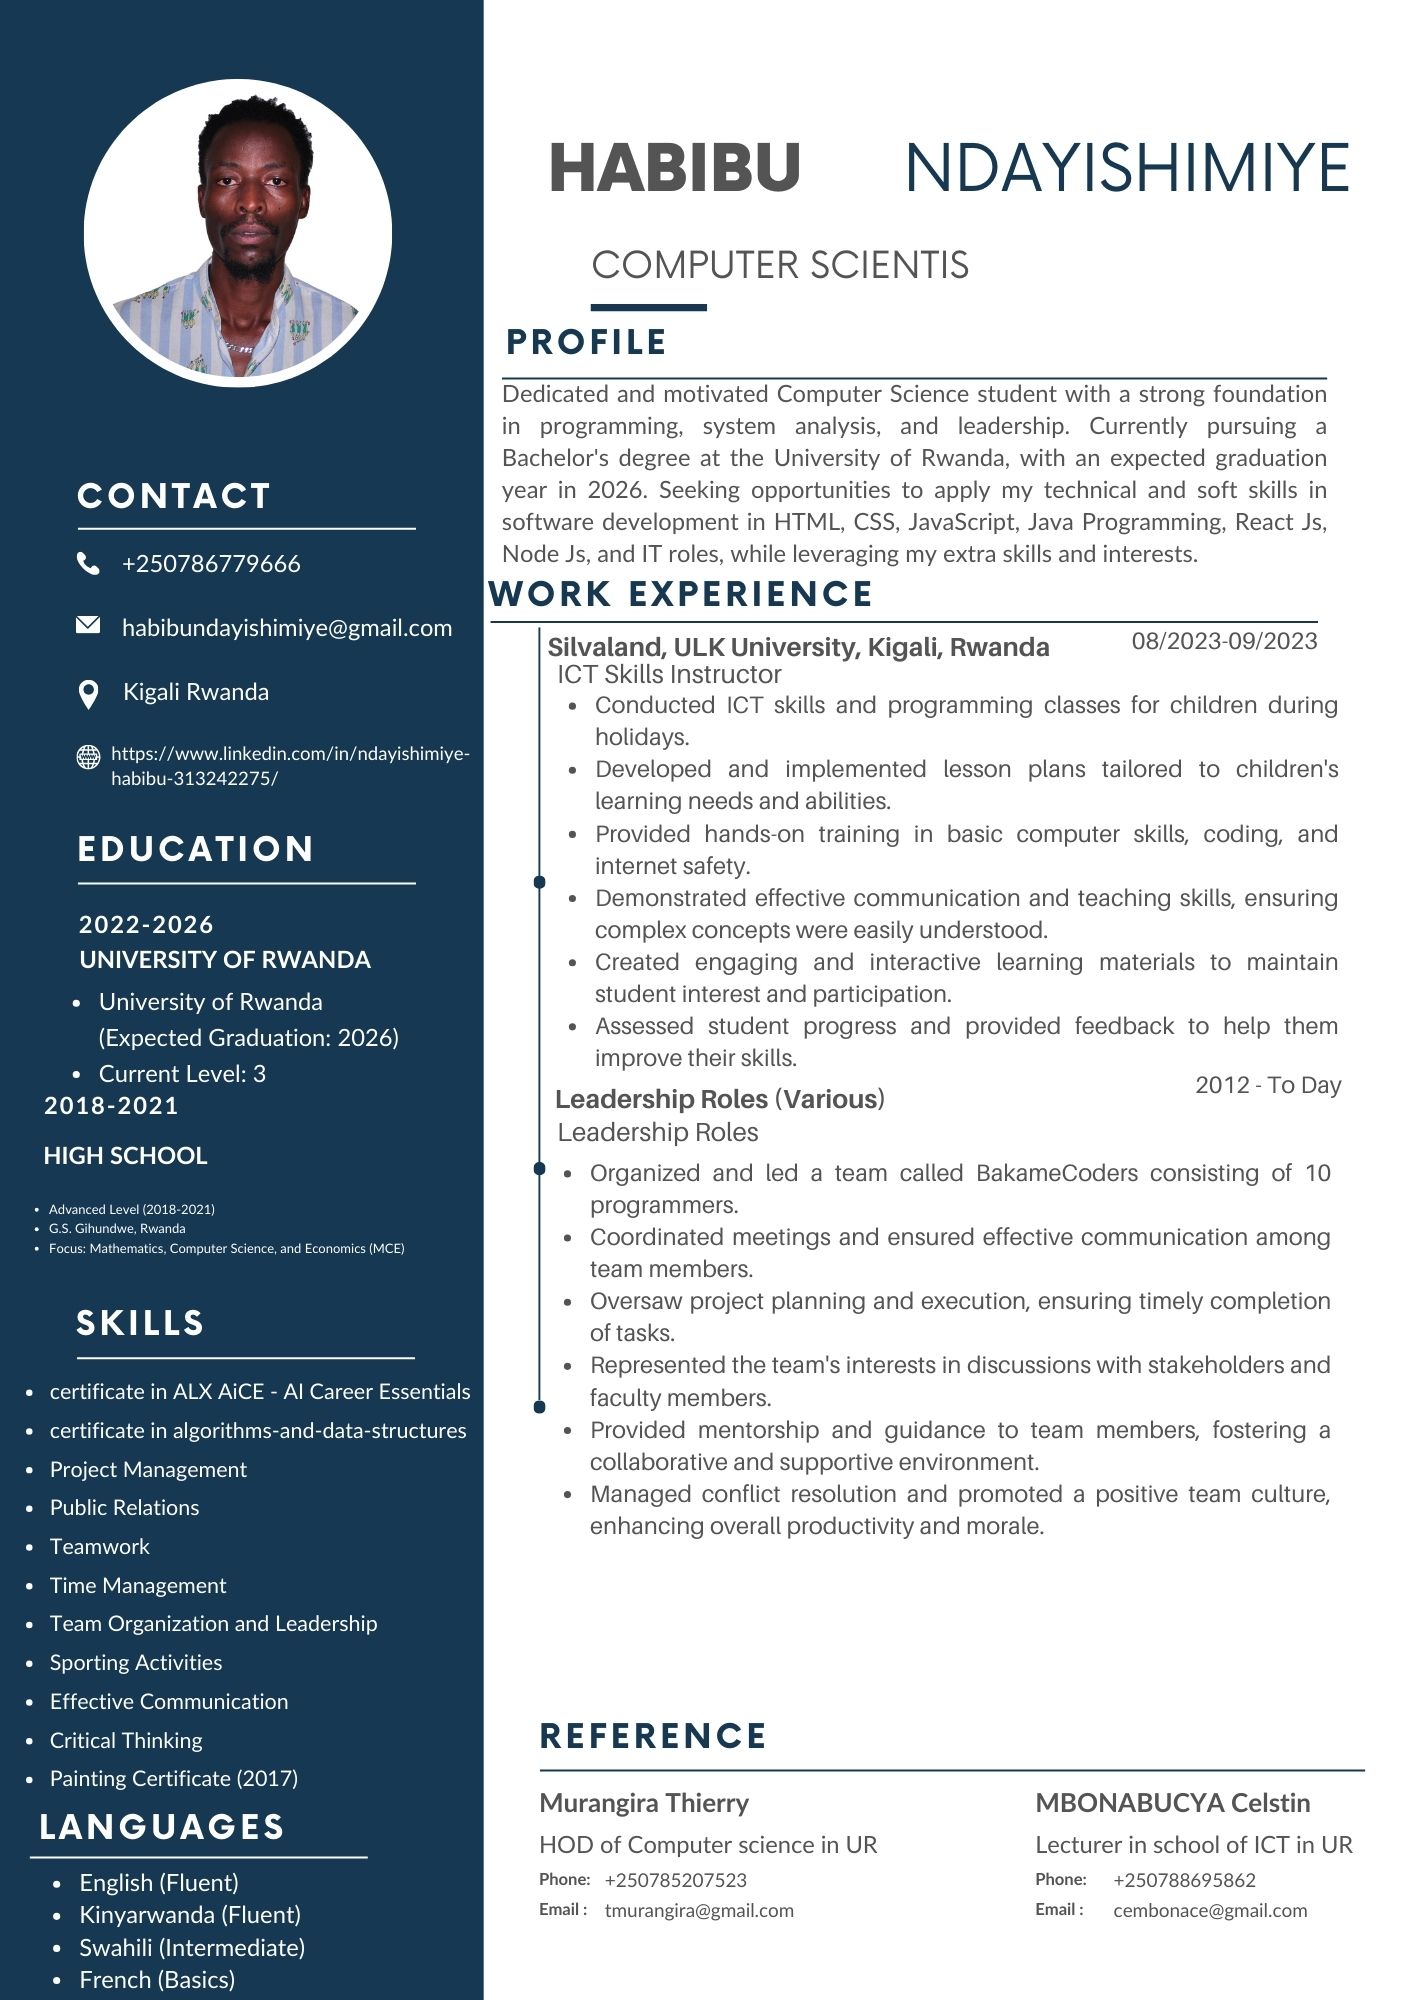 HABIBU NDAYISHIMIYE
COMPUTER SCIENTIS
CONTACT
+250786779666
habibundayishimiye@gmail.com
Kigali Rwanda
https://www.linkedin.com/in/ndayishimiye-
habibu-313242275/
EDUCATION
2022-2026
UNIVERSITY OF RWANDA
• University of Rwanda
(Expected Graduation: 2026)
• Current Level: 3
2018-2021
HIGH SCHOOL
• Advanced Level (2018-2021)
• G.S. Gihundwe, Rwanda
• Focus: Mathematics, Computer Science, and Economics (MCE)
SKILLS
• certificate in ALX AiCE - AI Career Essentials
• certificate in algorithms-and-data-structures
• Project Management
• Public Relations
• Teamwork
• Time Management
• Team Organization and Leadership
• Sporting Activities
• Effective Communication
• Critical Thinking
• Painting Certificate (2017)
LANGUAGES
• English (Fluent)
• Kinyarwanda (Fluent)
• Swahili (Intermediate)
• French (Basics)
PROFILE
Dedicated and motivated Computer Science student with a strong foundation
in programming, system analysis, and leadership. Currently pursuing a
Bachelor's degree at the University of Rwanda, with an expected graduation
year in 2026. Seeking opportunities to apply my technical and soft skills in
software development in HTML, CSS, JavaScript, Java Programming, React Js,
Node Js, and IT roles, while leveraging my extra skills and interests.
WORK EXPERIENCE
Silvaland, ULK University, Kigali, Rwanda 08/2023-09/2023
ICT Skills Instructor
• Conducted ICT skills and programming classes for children during
holidays.
• Developed and implemented lesson plans tailored to children's
learning needs and abilities.
• Provided hands-on training in basic computer skills, coding, and
internet safety.
• Demonstrated effective communication and teaching skills, ensuring
complex concepts were easily understood.
• Created engaging and interactive learning materials to maintain
student interest and participation.
• Assessed student progress and provided feedback to help them
improve their skills.
Leadership Roles (Various) 2012 - To Day
Leadership Roles
• Organized and led a team called BakameCoders consisting of 10
programmers.
• Coordinated meetings and ensured effective communication among
team members.
• Oversaw project planning and execution, ensuring timely completion
of tasks.
• Represented the team's interests in discussions with stakeholders and
faculty members.
• Provided mentorship and guidance to team members, fostering a
collaborative and supportive environment.
• Managed conflict resolution and promoted a positive team culture,
enhancing overall productivity and morale.
REFERENCE
Murangira Thierry
HOD of Computer science in UR
Phone: +250785207523
Email : tmurangira@gmail.com
MBONABUCYA Celstin
Lecturer in school of ICT in UR
Phone: +250788695862
Email : cembonace@gmail.com